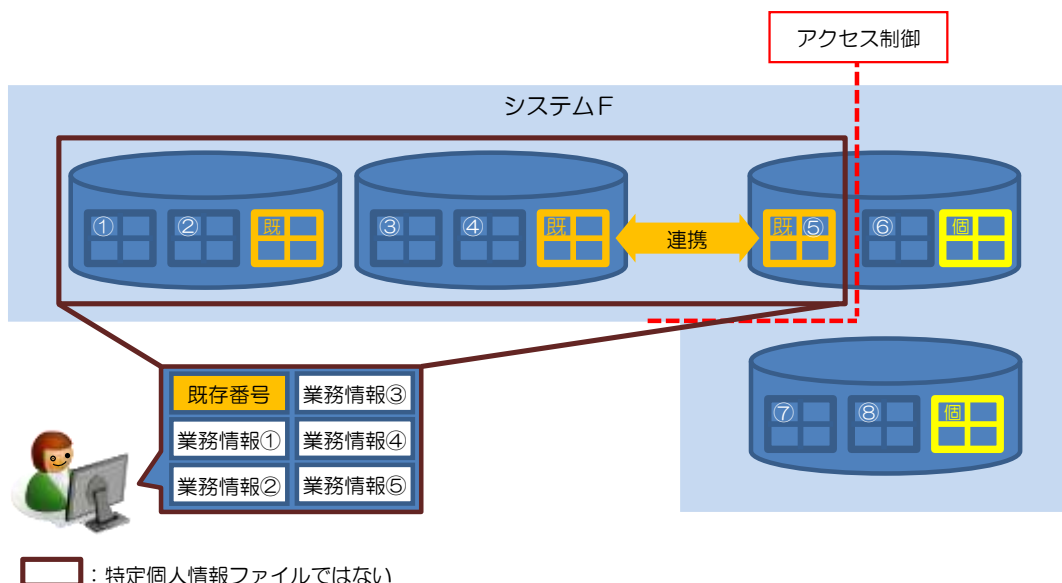 アクセス制御
システムF
① ② 既
③ ④ 既
連携
既 ⑤ ⑥ 個
⑦ ⑧ 個
既存番号 業務情報③
業務情報① 業務情報④
業務情報② 業務情報⑤
：特定個人情報ファイルではない